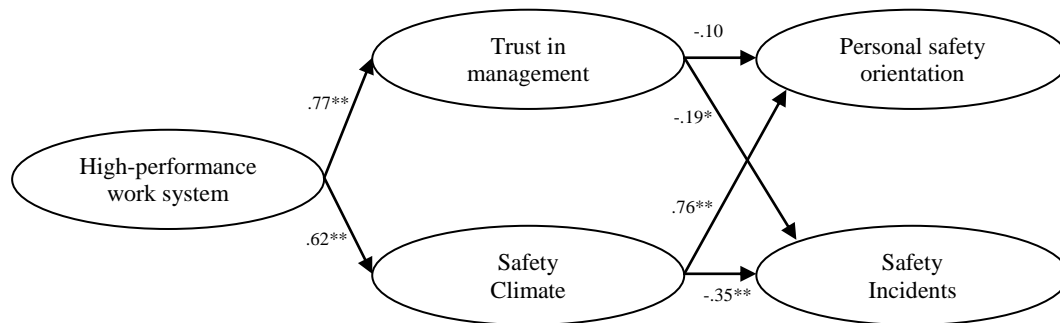 High-performance
work system
.77**
.62**
Trust in
management
Safety
Climate
-.10
-.19*
.76**
-.35**
Personal safety
orientation
Safety
Incidents